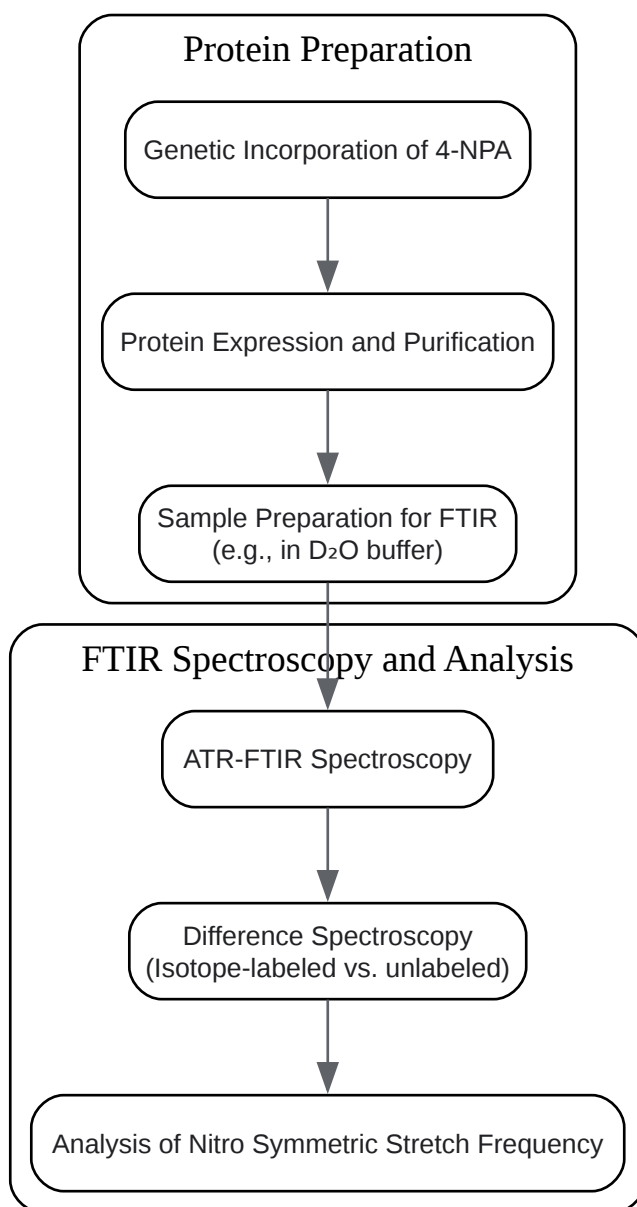 Protein Preparation
Genetic Incorporation of 4-NPA
Protein Expression and Purification
Sample Preparation for FTIR
(e.g., in D₂O buffer)
FTIR Spectroscopy and Analysis
ATR-FTIR Spectroscopy
Difference Spectroscopy
(Isotope-labeled vs. unlabeled)
Analysis of Nitro Symmetric Stretch Frequency